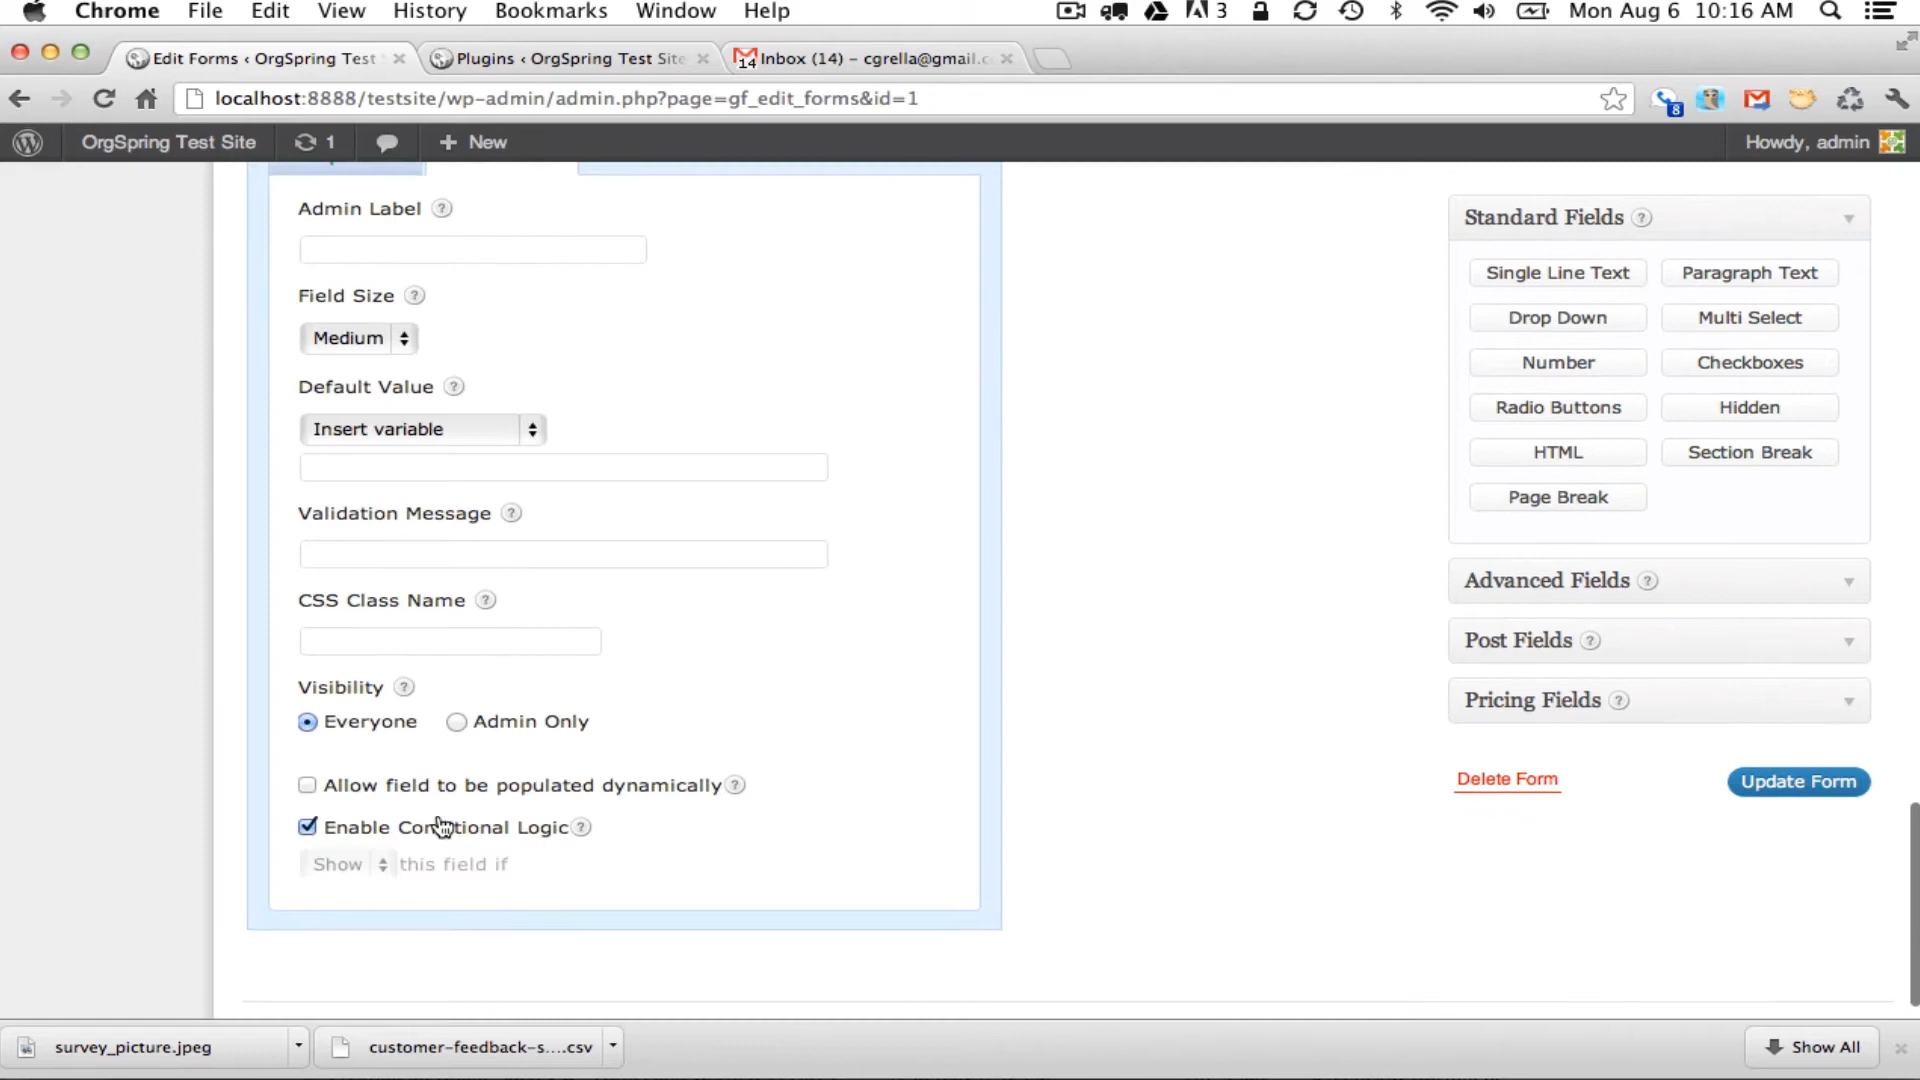 Chrome File Edit View History Bookmarks Window Help 3 Mon Aug 6 10:16 AM
Edit Forms ‹ OrgSpring Test Plugins ‹ OrgSpring Test Site 14 Inbox (14) – cgrella@gmail.c
localhost:8888/testsite/wp-admin/admin.php?page=gf_edit_forms&id=1 8
OrgSpring Test Site 1 + New Howdy, admin
Admin Label ?
Field Size ?
Medium
Default Value ?
Insert variable
Validation Message ?
CSS Class Name ?
Visibility ?
Everyone Admin Only
Allow field to be populated dynamically ?
Enable Conditional Logic ?
Show this field if
Standard Fields ?
Single Line Text Paragraph Text
Drop Down Multi Select
Number Checkboxes
Radio Buttons Hidden
HTML Section Break
Page Break
Advanced Fields ?
Post Fields ?
Pricing Fields ?
Delete Form Update Form
survey_picture.jpeg customer-feedback-s....csv Show All